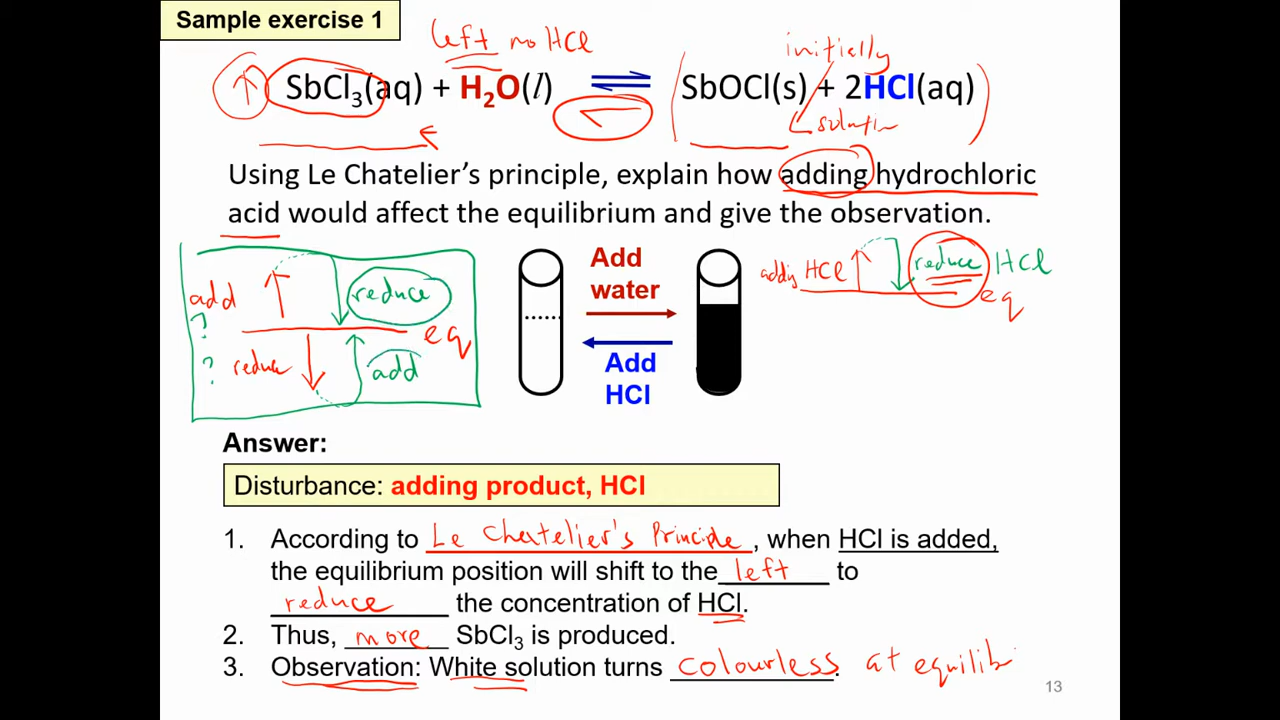 Sample exercise 1
left no HCl
initially
↑ SbCl₃(aq) + H₂O(l) ⇌ SbOCl(s) + 2HCl(aq)
solution
Using Le Chatelier's principle, explain how adding hydrochloric
acid would affect the equilibrium and give the observation.
add
?
reduce
eq
?
reduce
add
Add
water
Add
HCl
adding HCl
reduce HCl
eq
Answer:
Disturbance: adding product, HCl
1. According to Le Chatelier's Principle, when HCl is added,
the equilibrium position will shift to the left to
reduce the concentration of HCl.
2. Thus, more SbCl₃ is produced.
3. Observation: White solution turns colourless. at equilib
13